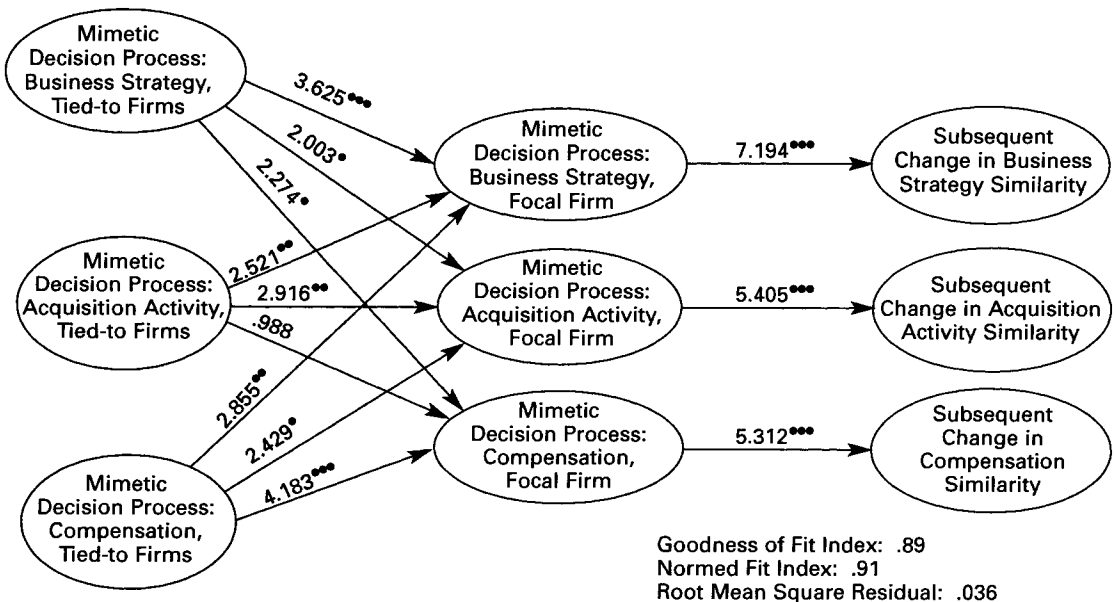 Mimetic
Decision Process:
Business Strategy,
Tied-to Firms
3.625•••
2.003•
2.274•
Mimetic
Decision Process:
Business Strategy,
Focal Firm
7.194•••
Subsequent
Change in Business
Strategy Similarity
Mimetic
Decision Process:
Acquisition Activity,
Tied-to Firms
2.521••
2.916••
.988
Mimetic
Decision Process:
Acquisition Activity,
Focal Firm
5.405•••
Subsequent
Change in Acquisition
Activity Similarity
Mimetic
Decision Process:
Compensation,
Tied-to Firms
2.855••
2.429•
4.183•••
Mimetic
Decision Process:
Compensation,
Focal Firm
5.312•••
Subsequent
Change in
Compensation
Similarity
Goodness of Fit Index: .89
Normed Fit Index: .91
Root Mean Square Residual: .036